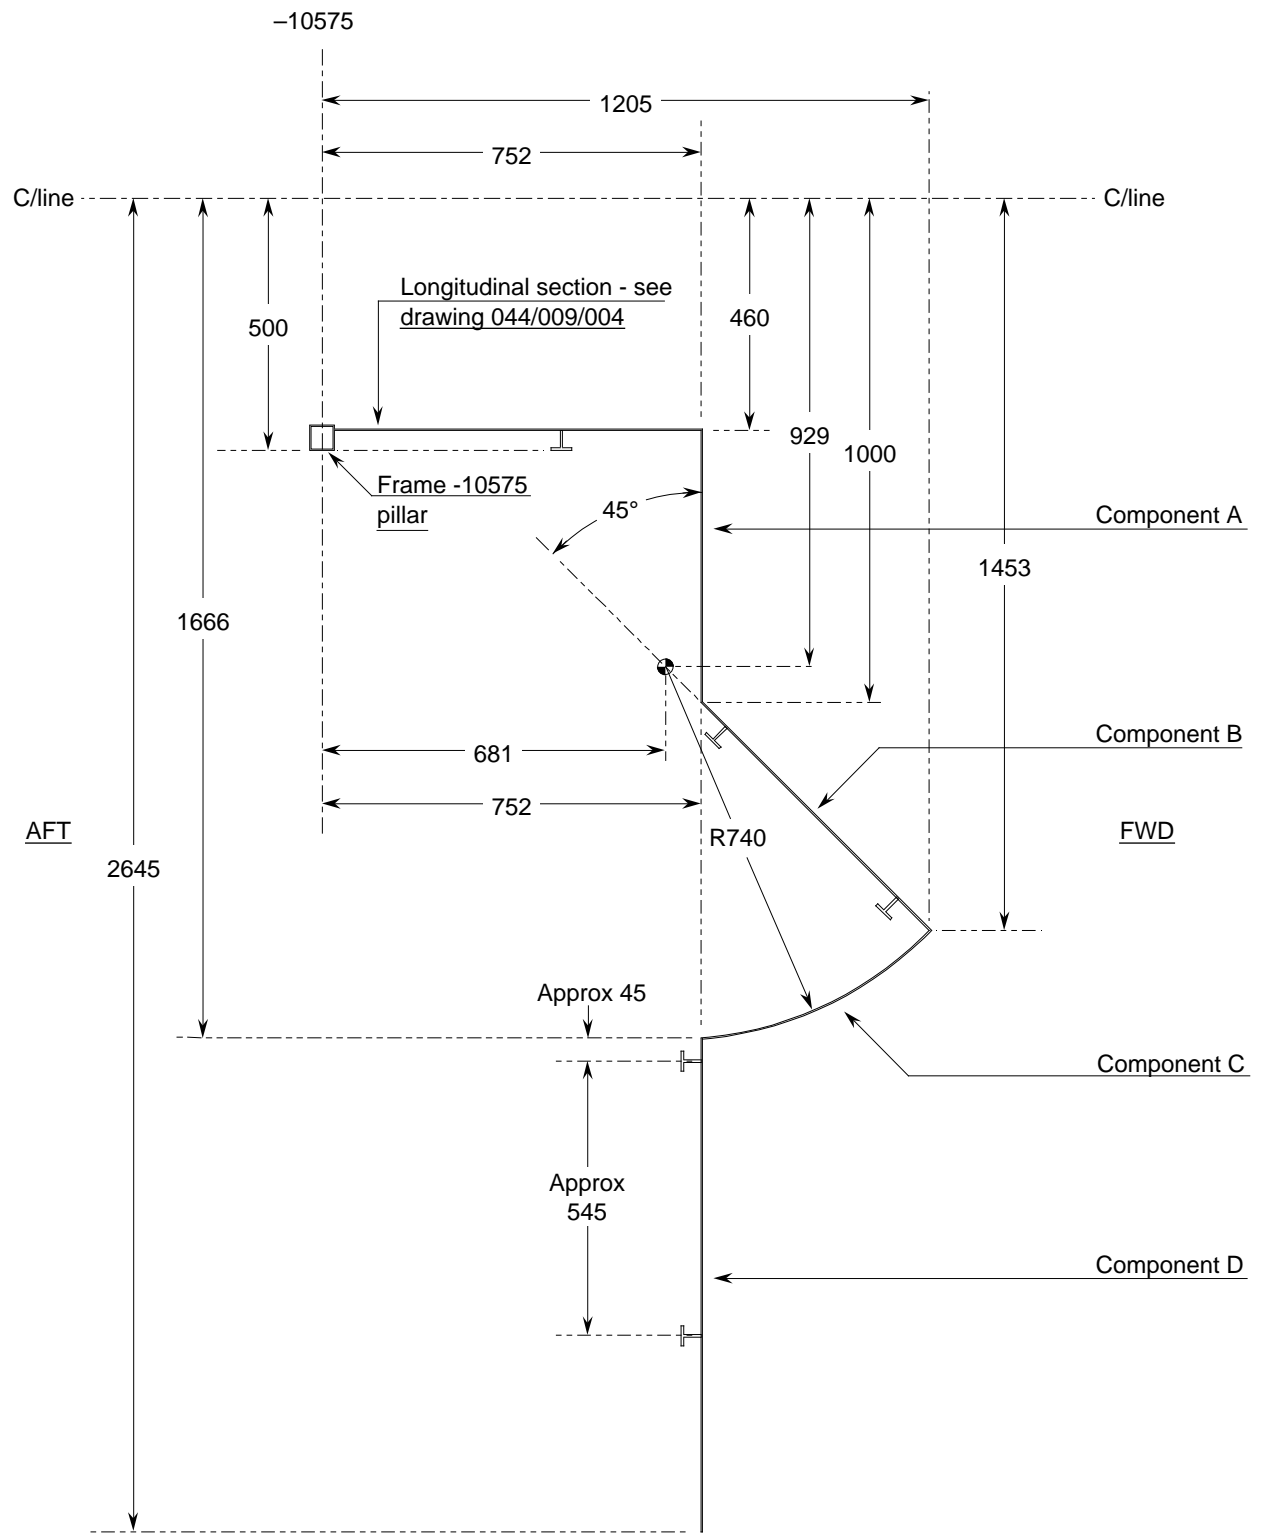 –10575
1205
752
C/line
C/line
Longitudinal section - see
drawing 044/009/004
500
460
929
1000
Frame -10575
pillar
45°
Component A
1453
1666
681
Component B
752
R740
AFT
FWD
2645
Approx 45
Component C
Approx
545
Component D